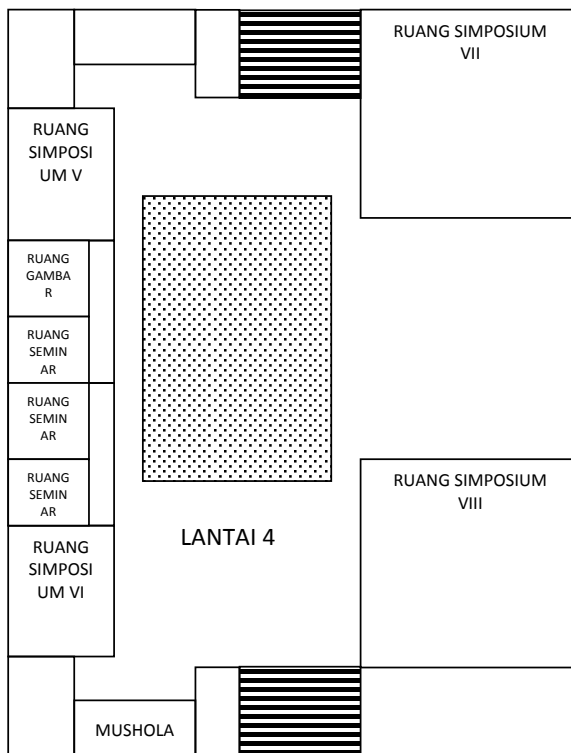 RUANG SIMPOSIUM
VII
RUANG
SIMPOSI
UM V
RUANG
GAMBA
R
RUANG
SEMIN
AR
RUANG
SEMIN
AR
RUANG
SEMIN
AR
RUANG SIMPOSIUM
VIII
LANTAI 4
RUANG
SIMPOSI
UM VI
MUSHOLA